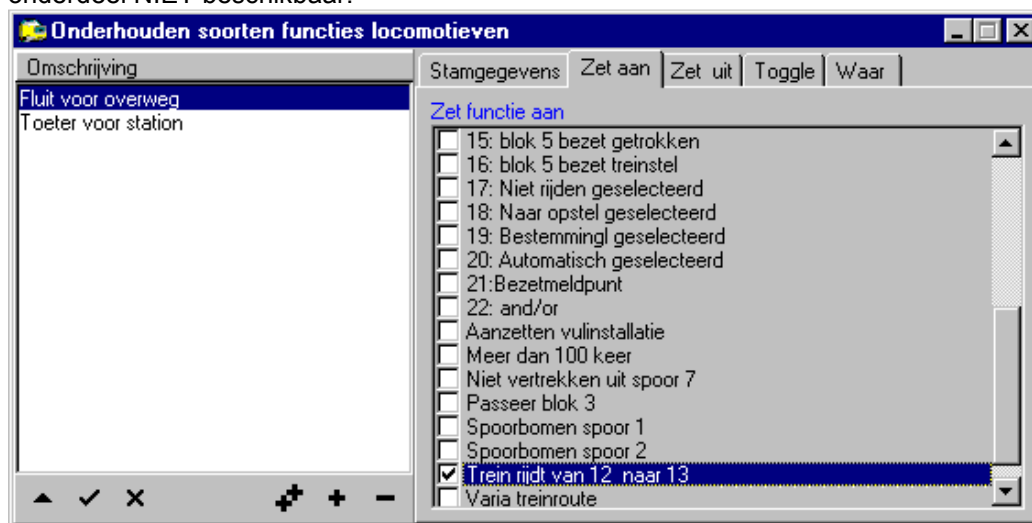 onderdeel NIET beschikbaar.
Onderhouden soorten functies locomotieven
Omschrijving
Fluit voor overweg
Toeter voor station
Stamgegevens Zet aan Zet uit Toggle Waar
Zet functie aan
15: blok 5 bezet getrokken
16: blok 5 bezet treinstel
17: Niet rijden geselecteerd
18: Naar opstel geselecteerd
19: Bestemmingl geselecteerd
20: Automatisch geselecteerd
21:Bezetmeldpunt
22: and/or
Aanzetten vulinstallatie
Meer dan 100 keer
Niet vertrekken uit spoor 7
Passeer blok 3
Spoorbomen spoor 1
Spoorbomen spoor 2
Trein rijdt van 12 naar 13
Varia treinroute